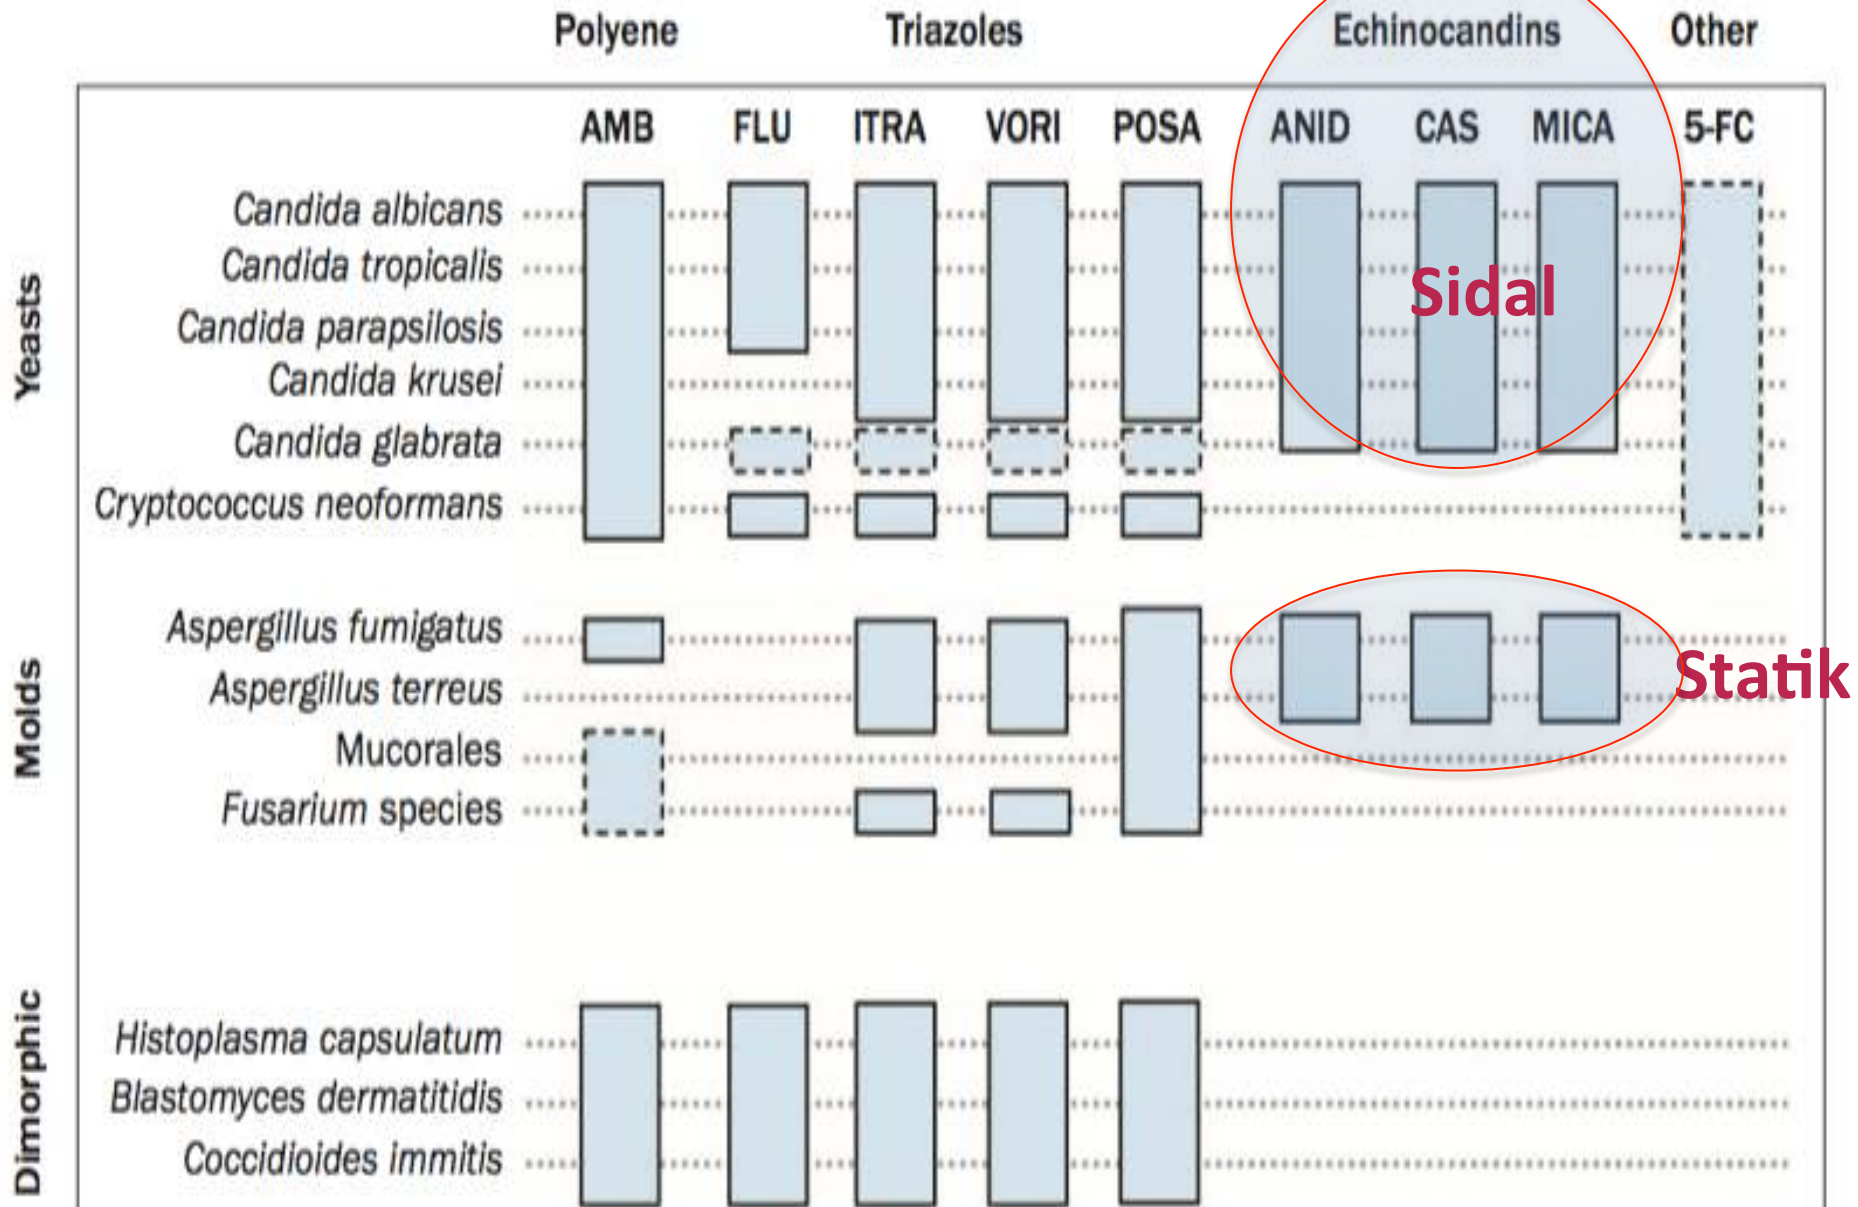 Polyene Triazoles Echinocandins Other
AMB FLU ITRA VORI POSA ANID CAS MICA 5-FC
Yeasts
Candida albicans
Candida tropicalis
Sidal
Candida parapsilosis
Candida krusei
Candida glabrata
Cryptococcus neoformans
Molds
Aspergillus fumigatus
Statik
Aspergillus terreus
Mucorales
Fusarium species
Dimorphic
Histoplasma capsulatum
Blastomyces dermatitidis
Coccidioides immitis